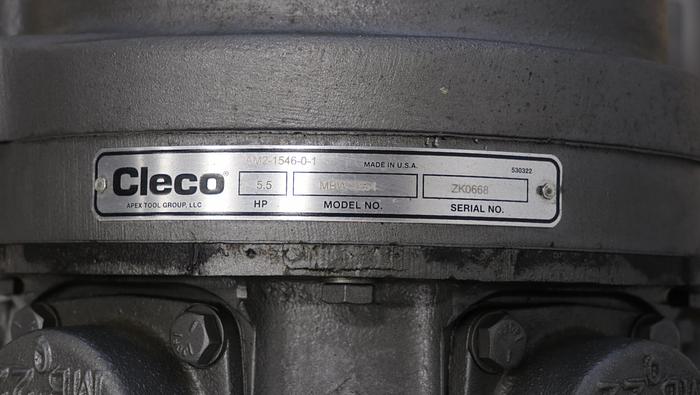 AM2-1546-0-1
MADE IN U.S.A.
530322
Cleco®
5.5
ZK0668
APEX TOOL GROUP, LLC
HP
MODEL NO.
SERIAL NO.